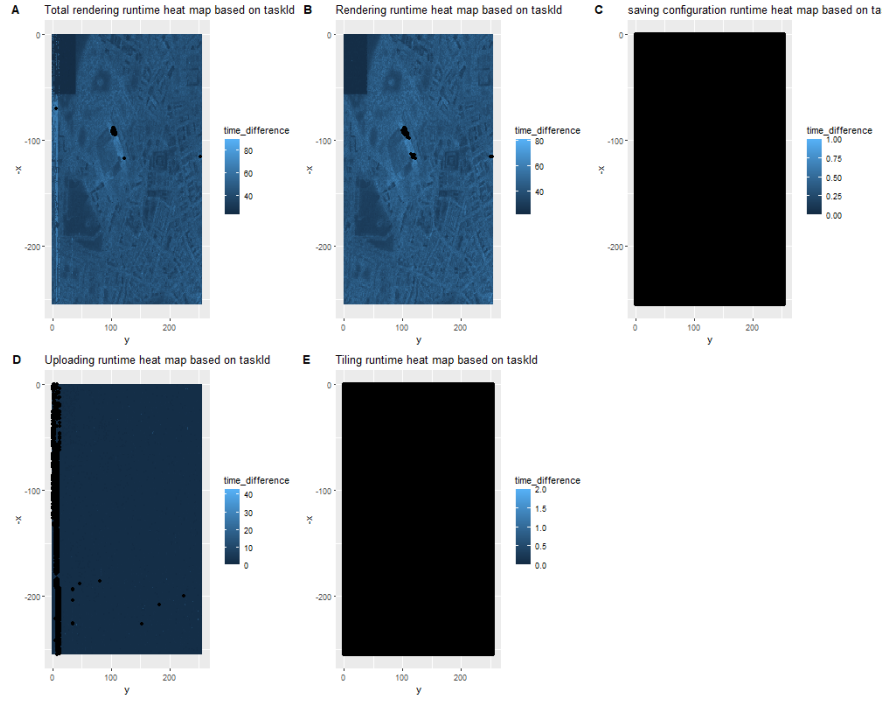 A Total rendering runtime heat map based on taskId
0
-100
-200
-x
0 100 200
y
time_difference
80
60
40
B Rendering runtime heat map based on taskId
0
-100
-200
-x
0 100 200
y
time_difference
80
60
40
C saving configuration runtime heat map based on ta
0
-100
-200
-x
0 100 200
y
time_difference
1.00
0.75
0.50
0.25
0.00
D Uploading runtime heat map based on taskId
0
-100
-200
-x
0 100 200
y
time_difference
40
30
20
10
0
E Tiling runtime heat map based on taskId
0
-100
-200
-x
0 100 200
y
time_difference
2.0
1.5
1.0
0.5
0.0